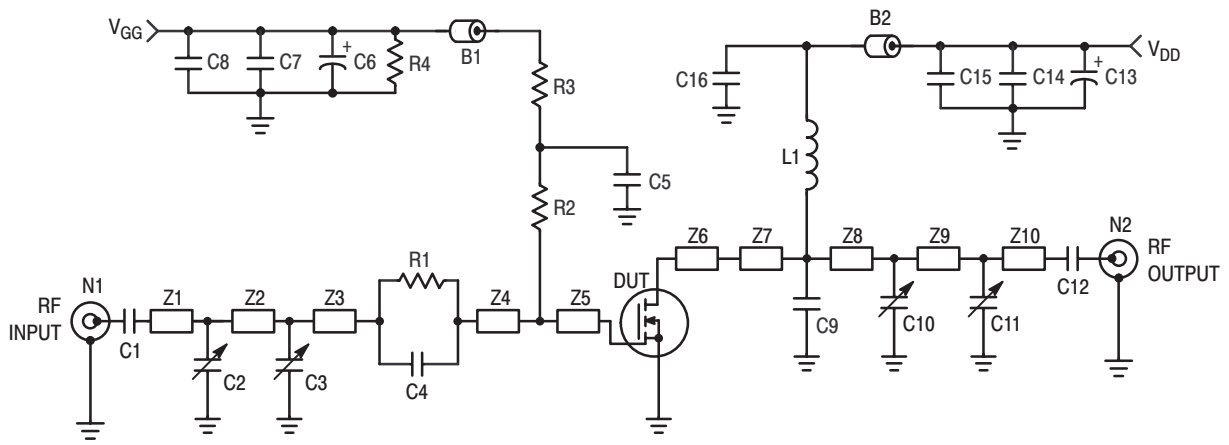 VGG
C8
C7
+
C6
R4
B1
R3
C5
R2
B2
C16
C15
C14
+
C13
VDD
L1
N1
RF
INPUT
C1
Z1
C2
Z2
C3
Z3
R1
C4
Z4
Z5
DUT
Z6
Z7
C9
Z8
C10
Z9
C11
Z10
C12
N2
RF
OUTPUT